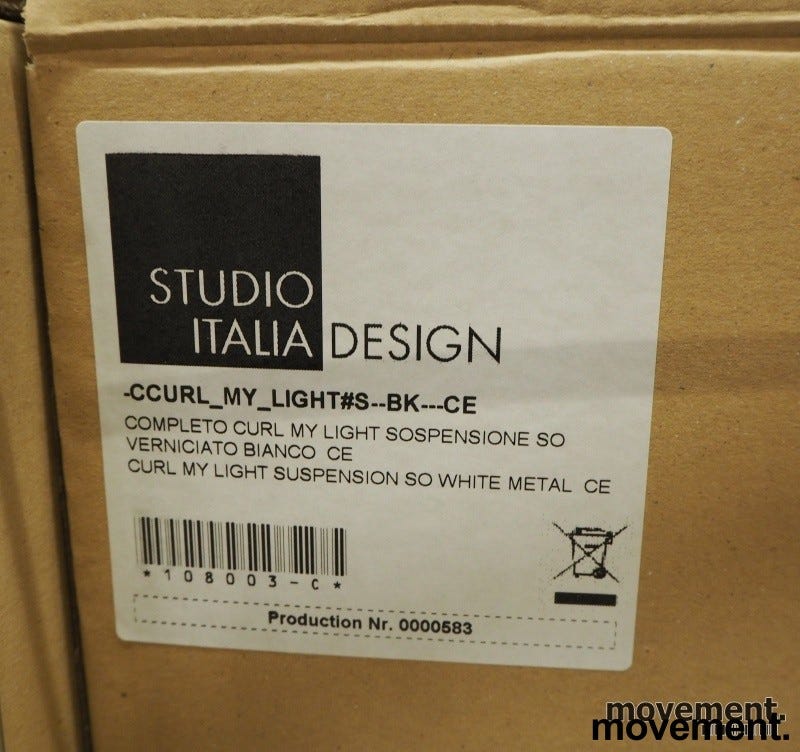 STUDIO
ITALIA DESIGN
-CCURL_MY_LIGHT#S--BK---CE
COMPLETO CURL MY LIGHT SOSPENSIONE SO
VERNICIATO BIANCO CE
CURL MY LIGHT SUSPENSION SO WHITE METAL CE
*108003-C*
Production Nr. 0000583
movement.
movement.